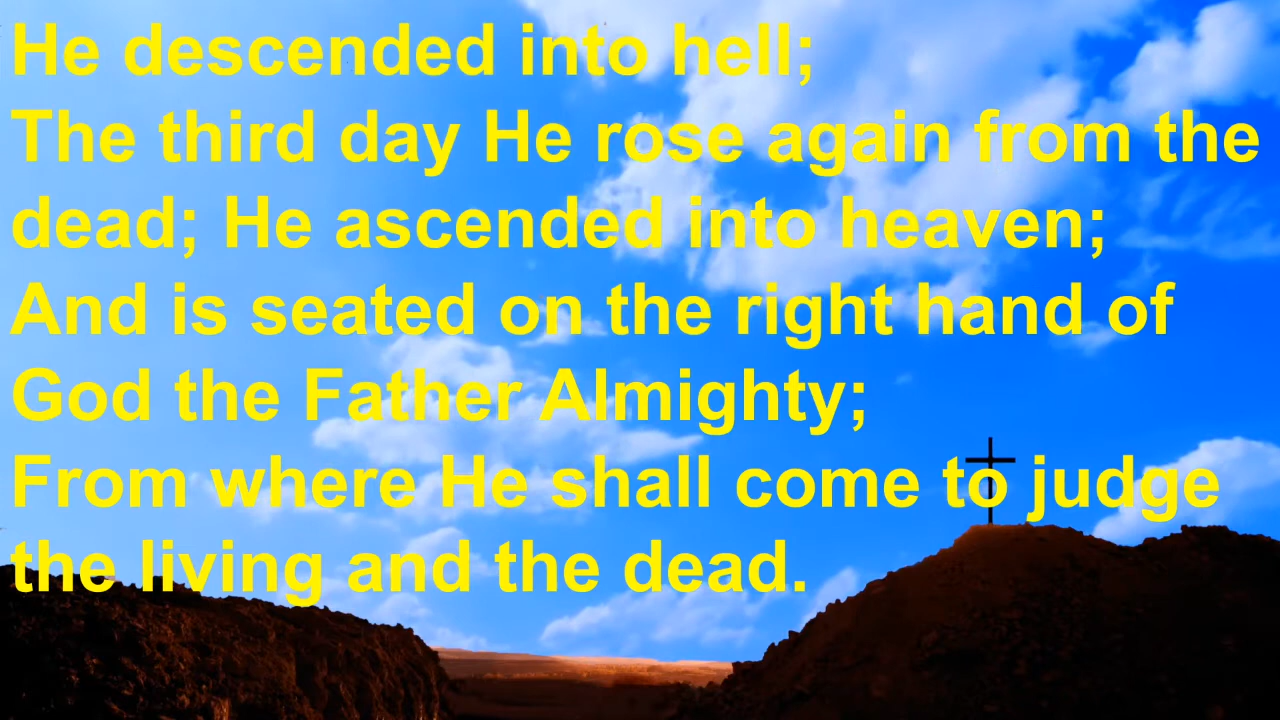 He descended into hell;
The third day He rose again from the
dead; He ascended into heaven;
And is seated on the right hand of
God the Father Almighty;
From where He shall come to judge
the living and the dead.